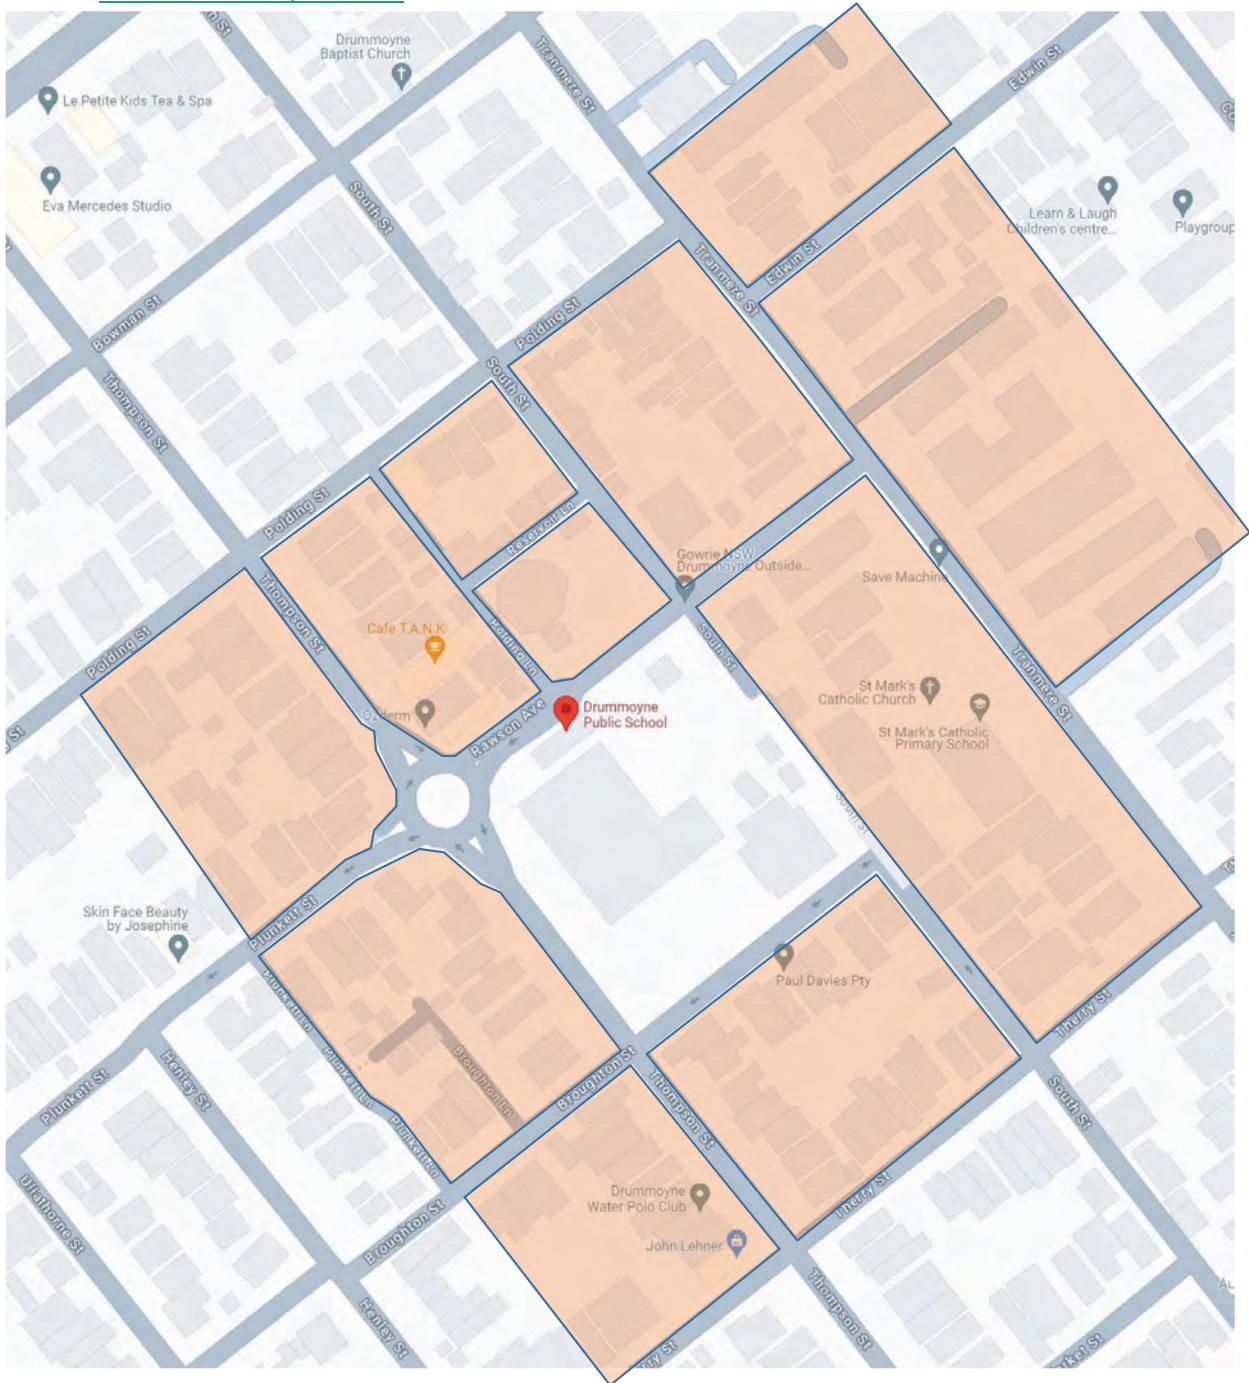 Drummoyne
Baptist Church
Tranmere St
Edwin St
Le Petite Kids Tea & Spa
Eva Mercedes Studio
South St
Learn & Laugh
Children's centre...
Playgroup
Tranmere St
Edwin St
Bowman St
Polding St
South St
Thompson St
Polding St
Reservoir Ln
Gowrie NSW
Drummoyne Outside...
Save Machine
Thompson St
Cafe T.A.N.K
Polding Ln
Polding St
South St
Tranmere St
St Mark's
Catholic Church
St Mark's Catholic
Primary School
Rawson Ave
Drummoyne
Public School
South St
Skin Face Beauty
by Josephine
Plunkett St
Paul Davies Pty
Plunkett Ln
Therry St
Plunkett Ln
Broughton Ln
Broughton St
Henley St
Plunkett St
Thompson St
South St
Plunkett Ln
Ullathorne St
Drummoyne
Water Polo Club
Therry St
Broughton St
John Lehner
Henley St
Thompson St